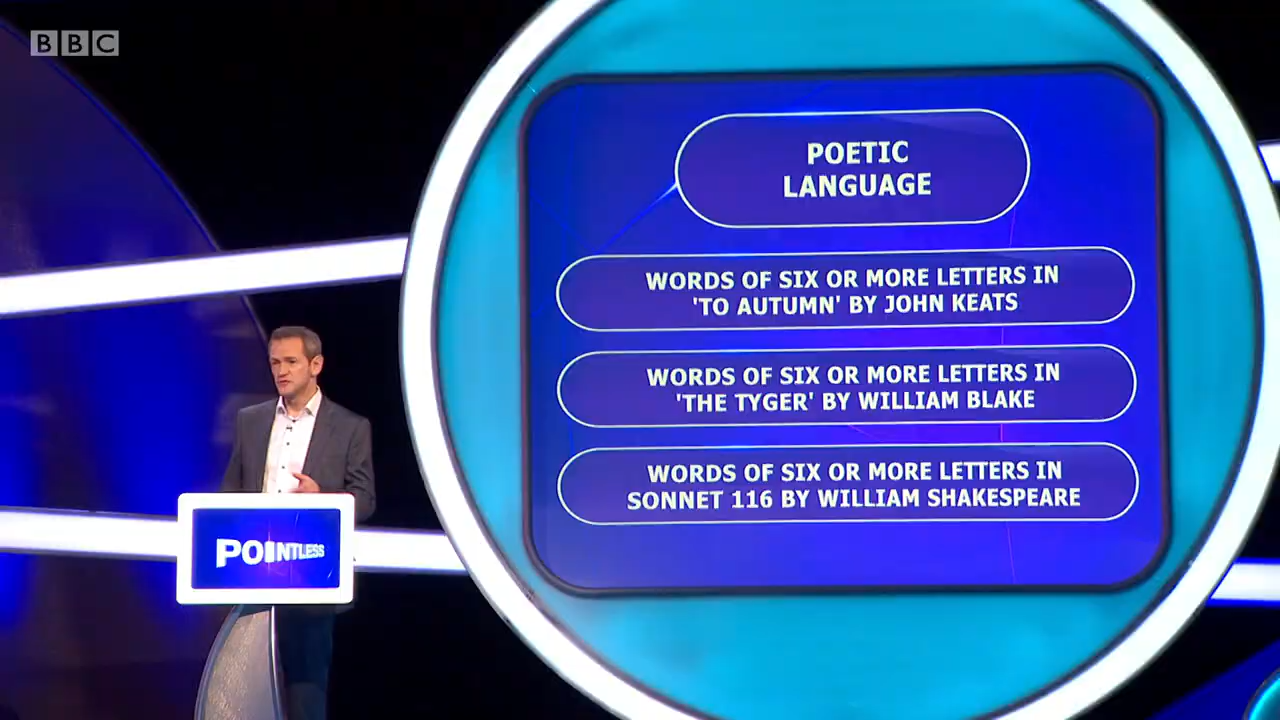 BBC
POETIC
LANGUAGE
WORDS OF SIX OR MORE LETTERS IN
'TO AUTUMN' BY JOHN KEATS
WORDS OF SIX OR MORE LETTERS IN
'THE TYGER' BY WILLIAM BLAKE
WORDS OF SIX OR MORE LETTERS IN
SONNET 116 BY WILLIAM SHAKESPEARE
POINTLESS